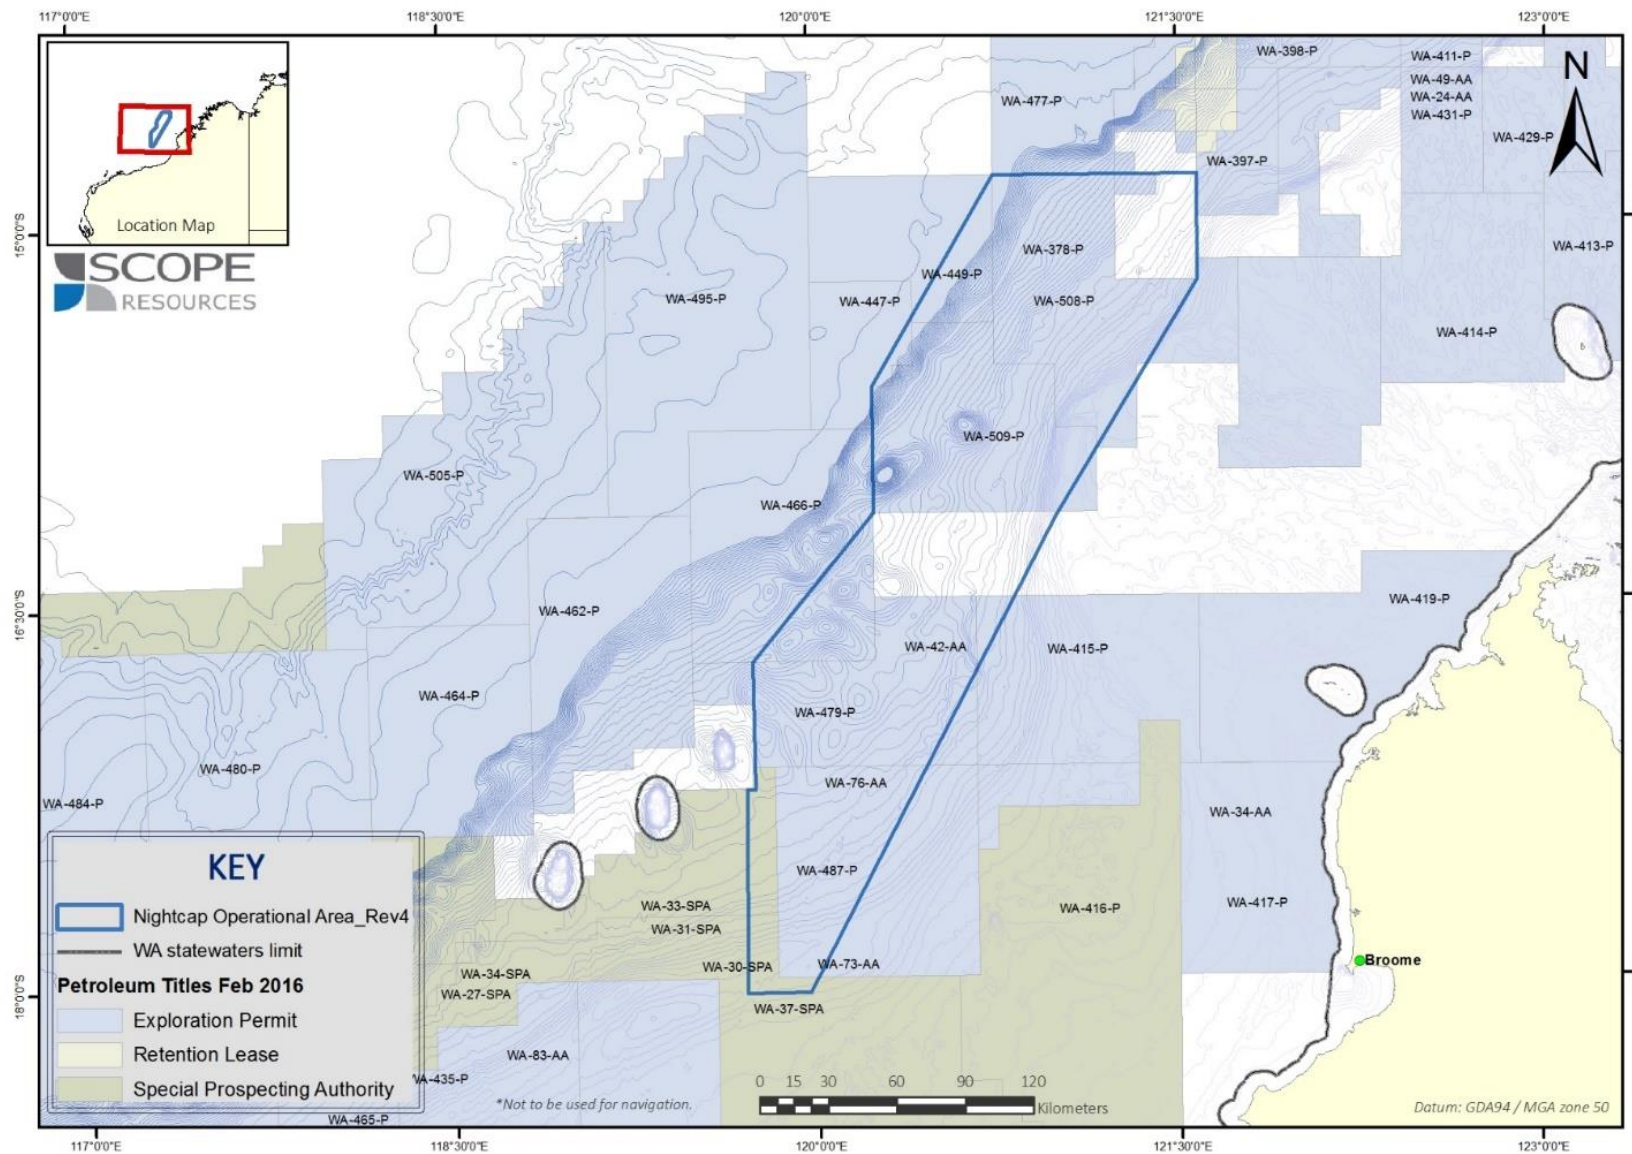 117°0'0"E
118°30'0"E
120°0'0"E
121°30'0"E
123°0'0"E
WA-398-P
WA-411-P
WA-49-AA
WA-24-AA
WA-431-P
N
WA-477-P
WA-429-P
WA-397-P
Location Map
15°0'0"S
SCOPE
RESOURCES
WA-378-P
WA-413-P
WA-449-P
WA-495-P
WA-447-P
WA-508-P
WA-414-P
WA-509-P
WA-505-P
WA-466-P
WA-419-P
WA-462-P
16°30'0"S
WA-42-AA
WA-415-P
WA-464-P
WA-479-P
WA-480-P
WA-76-AA
WA-484-P
WA-34-AA
WA-487-P
WA-33-SPA
WA-416-P
WA-417-P
WA-31-SPA
WA-30-SPA
WA-73-AA
Broome
WA-34-SPA
WA-27-SPA
WA-37-SPA
18°0'0"S
WA-83-AA
WA-435-P
WA-465-P
KEY
Nightcap Operational Area_Rev4
WA statewaters limit
Petroleum Titles Feb 2016
Exploration Permit
Retention Lease
Special Prospecting Authority
*Not to be used for navigation.
0 15 30 60 90 120
Kilometers
Datum: GDA94 / MGA zone 50
117°0'0"E
118°30'0"E
120°0'0"E
121°30'0"E
123°0'0"E